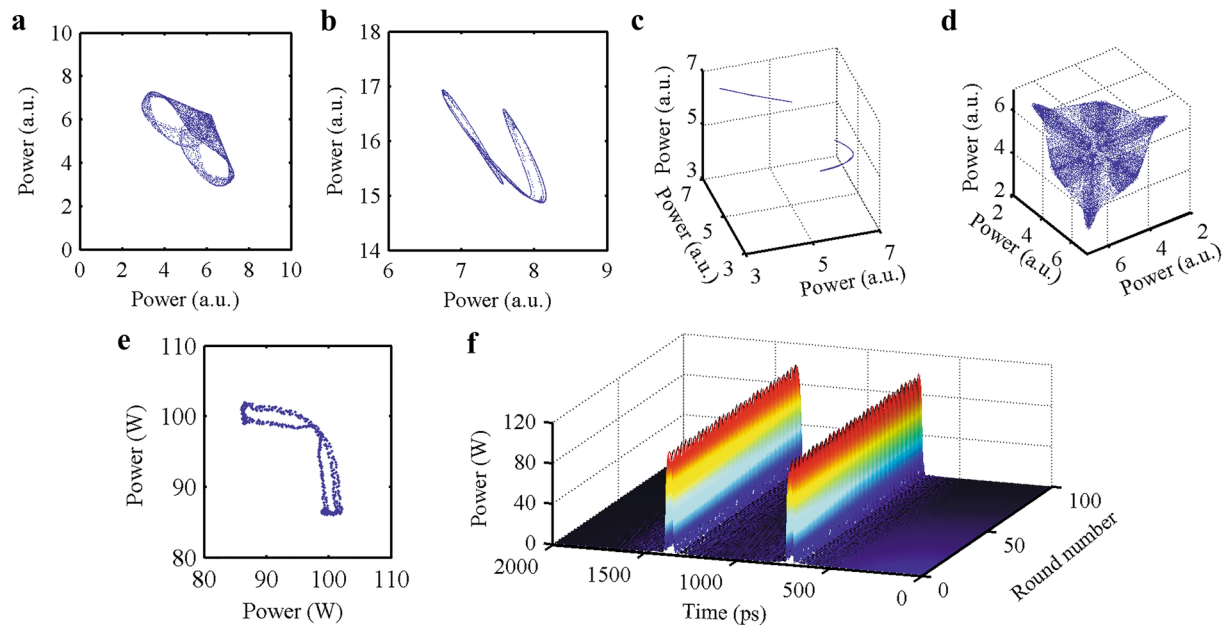 a
10
8
6
4
2
0
Power (a.u.)
0 2 4 6 8 10
Power (a.u.)
b
18
17
16
15
14
Power (a.u.)
6 7 8 9
Power (a.u.)
c
7
5
3
Power (a.u.)
7
5
3
Power (a.u.)
3 5 7
Power (a.u.)
d
6
4
2
Power (a.u.)
2
4
6
Power (a.u.)
6 4 2
Power (a.u.)
e
110
100
90
80
Power (W)
80 90 100 110
Power (W)
f
120
80
40
0
Power (W)
2000 1500 1000 500 0
Time (ps)
0 50 100
Round number